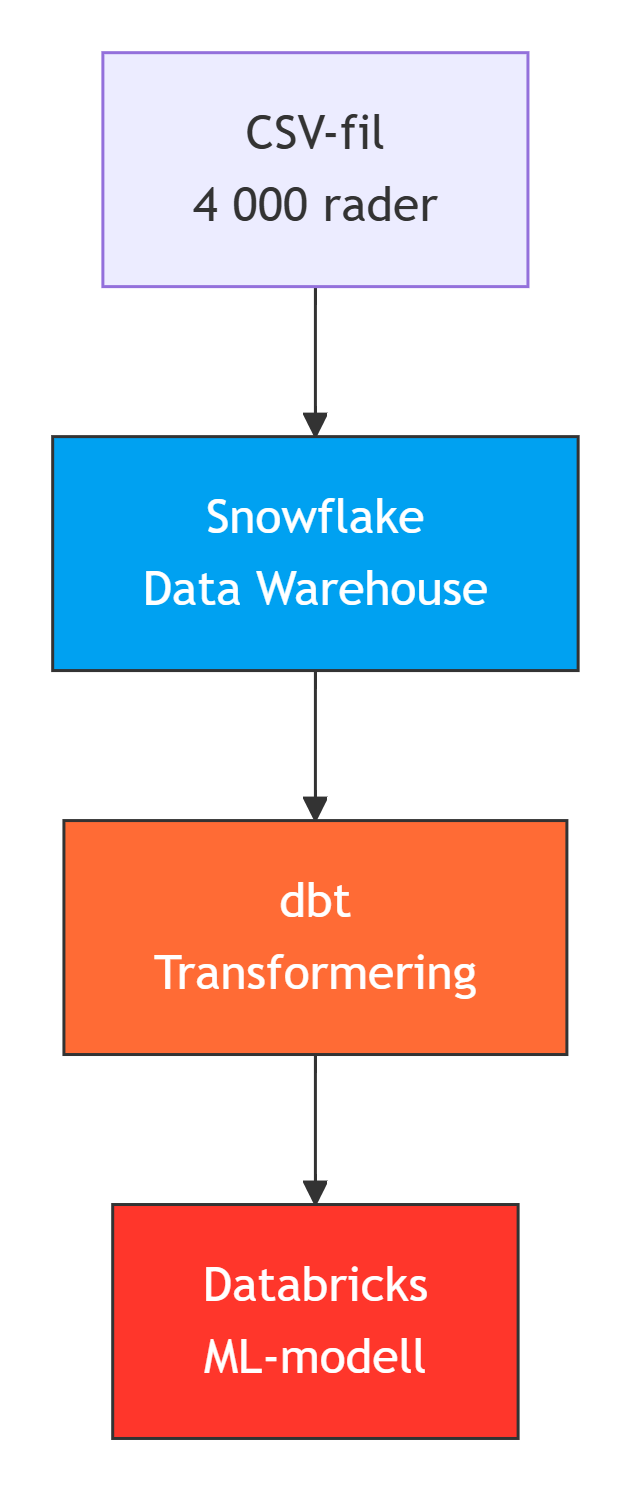 CSV-fil
4 000 rader
Snowflake
Data Warehouse
dbt
Transformering
Databricks
ML-modell